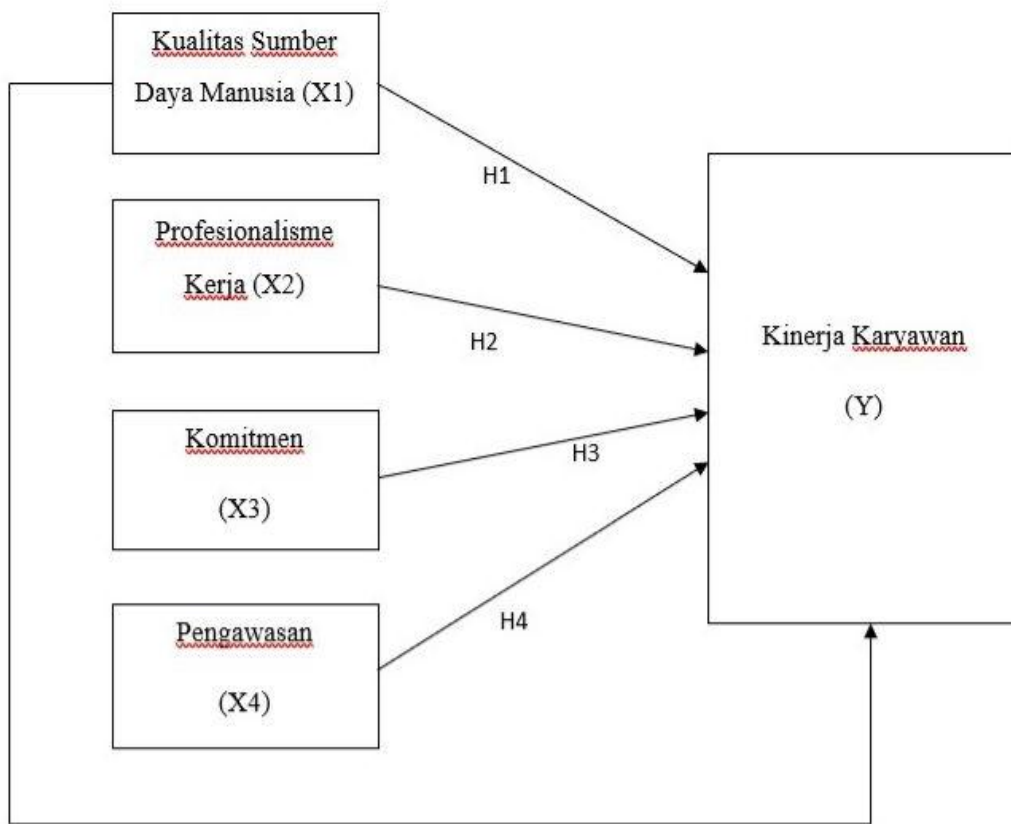 Kualitas Sumber
Daya Manusia (X1)
H1
Profesionalisme
Kerja (X2)
H2
Kinerja Karyawan
(Y)
Komitmen
(X3)
H3
Pengawasan
(X4)
H4